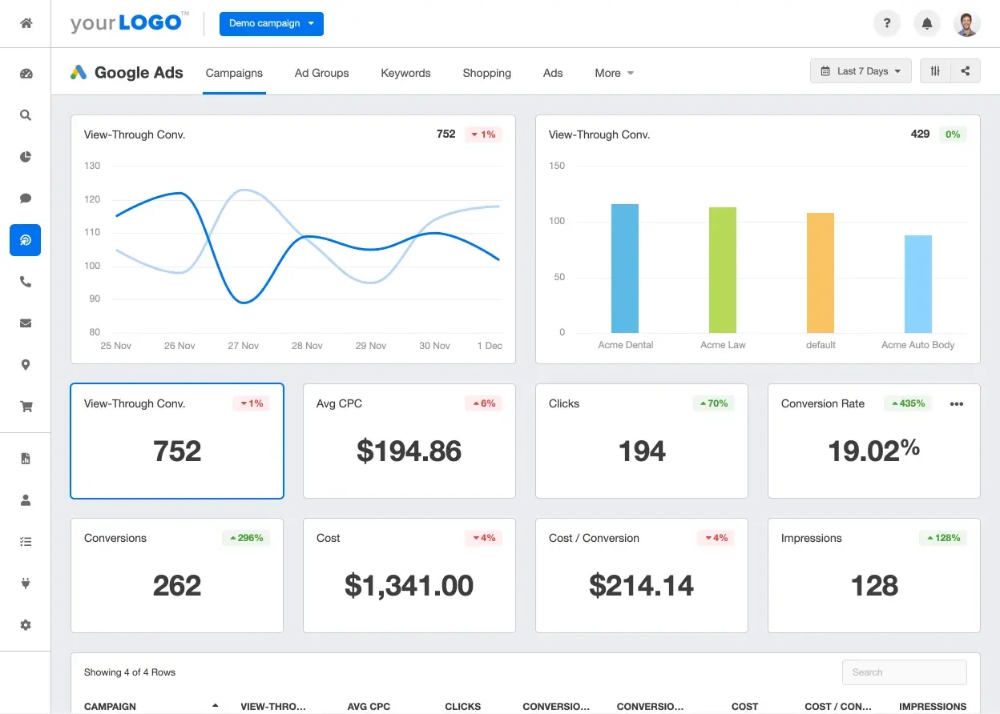 yourLOGO™
Demo campaign
?
Google Ads
Campaigns
Ad Groups
Keywords
Shopping
Ads
More
Last 7 Days
View-Through Conv.
752
1%
130
120
110
100
90
80
25 Nov
26 Nov
27 Nov
28 Nov
29 Nov
30 Nov
1 Dec
View-Through Conv.
429
0%
150
100
50
0
Acme Dental
Acme Law
default
Acme Auto Body
View-Through Conv.
1%
752
Avg CPC
6%
$194.86
Clicks
70%
194
Conversion Rate
435%
19.02%
Conversions
296%
262
Cost
4%
$1,341.00
Cost / Conversion
4%
$214.14
Impressions
128%
128
Showing 4 of 4 Rows
Search
CAMPAIGN
VIEW-THRO...
AVG CPC
CLICKS
CONVERSIO...
CONVERSIO...
COST
COST / CON...
IMPRESSIONS